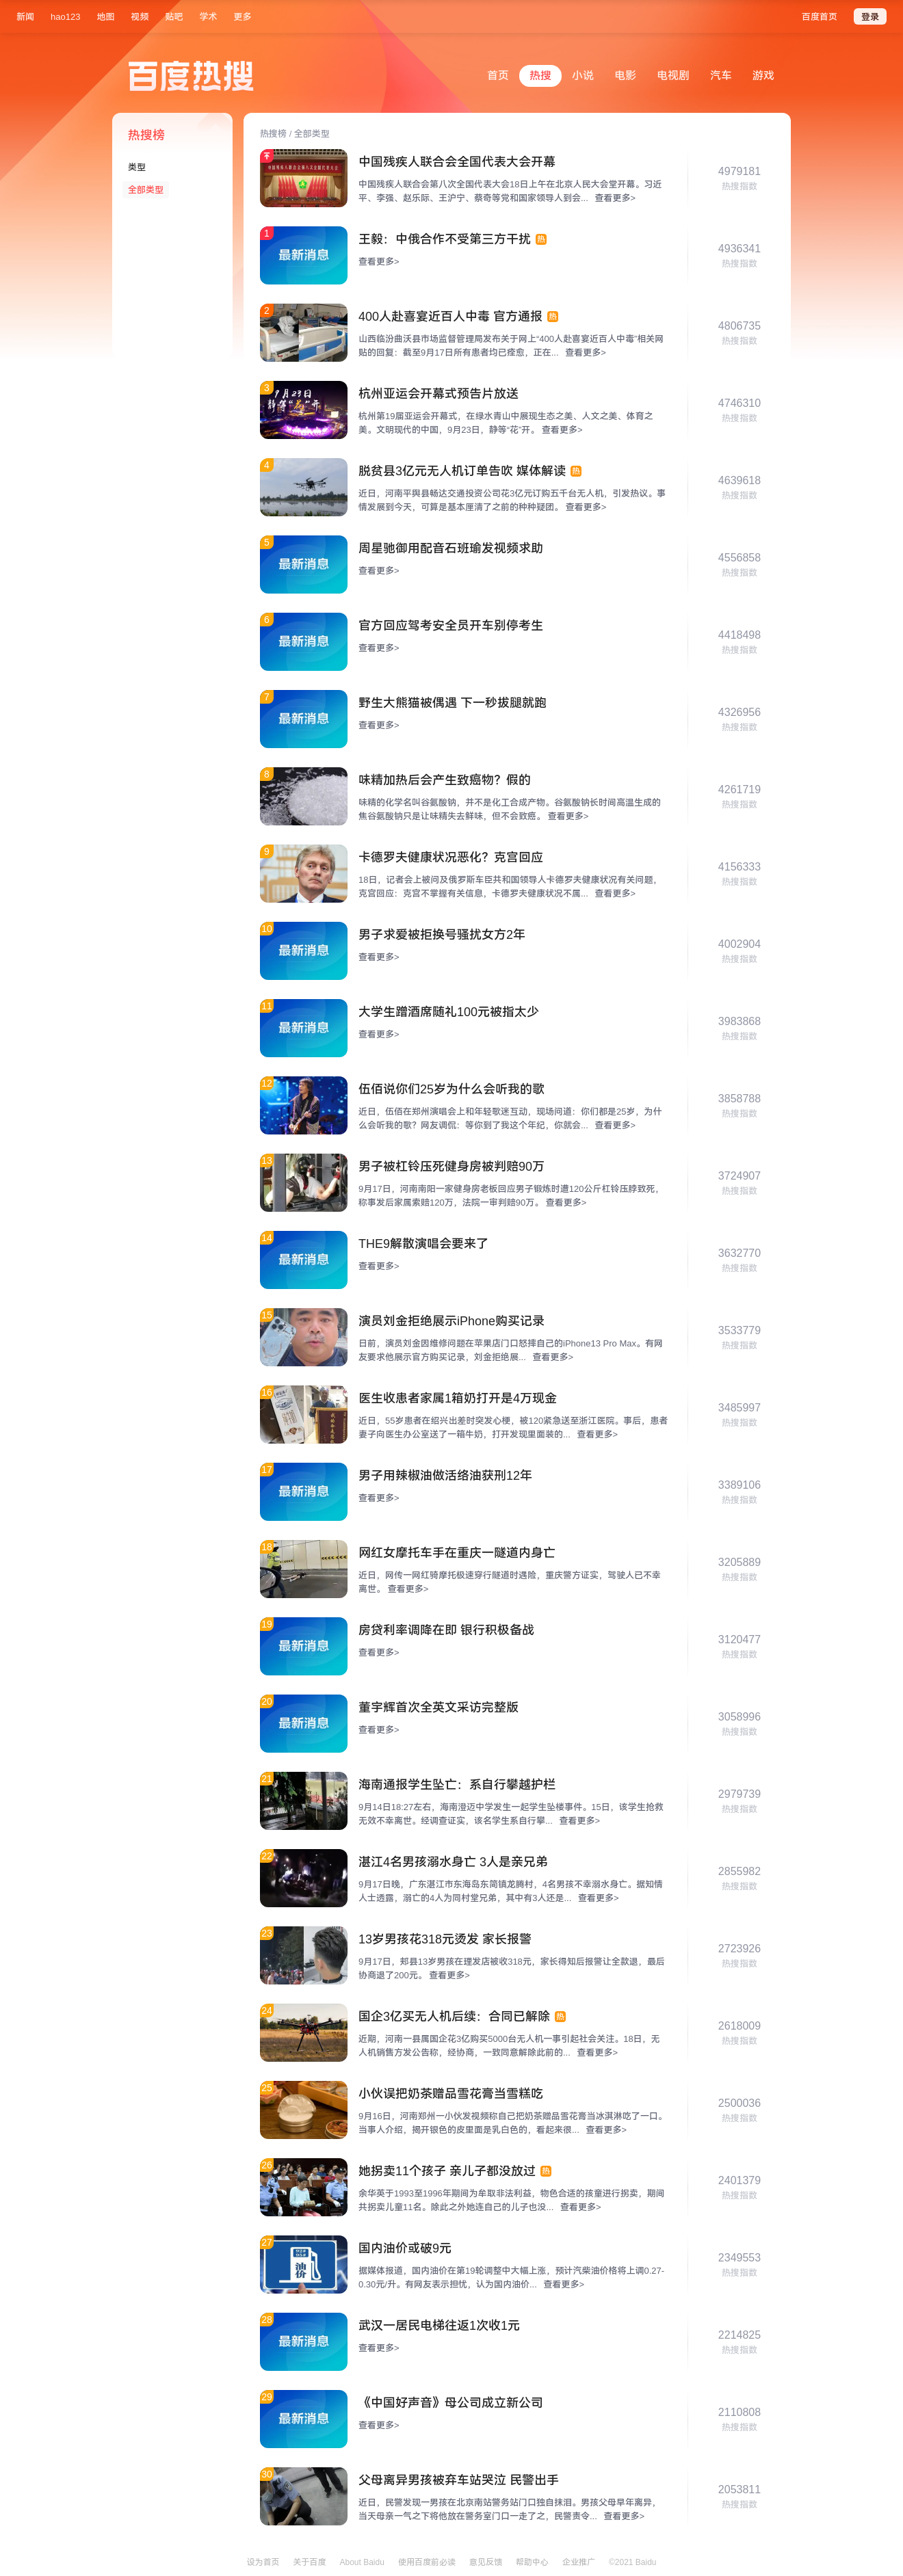 新闻 hao123 地图 视频 贴吧 学术 更多 百度首页 登录
百度热搜
首页 热搜 小说 电影 电视剧 汽车 游戏
热搜榜
类型
全部类型
热搜榜 / 全部类型
中国残疾人联合会全国代表大会开幕
中国残疾人联合会第八次全国代表大会18日上午在北京人民大会堂开幕。习近
平、李强、赵乐际、王沪宁、蔡奇等党和国家领导人到会... 查看更多>
4979181
热搜指数
1
最新消息
王毅：中俄合作不受第三方干扰 热
查看更多>
4936341
热搜指数
2
400人赴喜宴近百人中毒 官方通报 热
山西临汾曲沃县市场监督管理局发布关于网上“400人赴喜宴近百人中毒”相关网
贴的回复：截至9月17日所有患者均已痊愈，正在... 查看更多>
4806735
热搜指数
3
杭州亚运会开幕式预告片放送
杭州第19届亚运会开幕式，在绿水青山中展现生态之美、人文之美、体育之
美。文明现代的中国，9月23日，静等“花”开。 查看更多>
4746310
热搜指数
4
脱贫县3亿元无人机订单告吹 媒体解读 热
近日，河南平舆县畅达交通投资公司花3亿元订购五千台无人机，引发热议。事
情发展到今天，可算是基本厘清了之前的种种疑团。 查看更多>
4639618
热搜指数
5
最新消息
周星驰御用配音石班瑜发视频求助
查看更多>
4556858
热搜指数
6
最新消息
官方回应驾考安全员开车别停考生
查看更多>
4418498
热搜指数
7
最新消息
野生大熊猫被偶遇 下一秒拔腿就跑
查看更多>
4326956
热搜指数
8
味精加热后会产生致癌物？假的
味精的化学名叫谷氨酸钠，并不是化工合成产物。谷氨酸钠长时间高温生成的
焦谷氨酸钠只是让味精失去鲜味，但不会致癌。 查看更多>
4261719
热搜指数
9
卡德罗夫健康状况恶化？克宫回应
18日，记者会上被问及俄罗斯车臣共和国领导人卡德罗夫健康状况有关问题，
克宫回应：克宫不掌握有关信息，卡德罗夫健康状况不属... 查看更多>
4156333
热搜指数
10
最新消息
男子求爱被拒换号骚扰女方2年
查看更多>
4002904
热搜指数
11
最新消息
大学生蹭酒席随礼100元被指太少
查看更多>
3983868
热搜指数
12
伍佰说你们25岁为什么会听我的歌
近日，伍佰在郑州演唱会上和年轻歌迷互动，现场问道：你们都是25岁，为什
么会听我的歌？网友调侃：等你到了我这个年纪，你就会... 查看更多>
3858788
热搜指数
13
男子被杠铃压死健身房被判赔90万
9月17日，河南南阳一家健身房老板回应男子锻炼时遭120公斤杠铃压脖致死，
称事发后家属索赔120万，法院一审判赔90万。 查看更多>
3724907
热搜指数
14
最新消息
THE9解散演唱会要来了
查看更多>
3632770
热搜指数
15
演员刘金拒绝展示iPhone购买记录
日前，演员刘金因维修问题在苹果店门口怒摔自己的iPhone13 Pro Max。有网
友要求他展示官方购买记录，刘金拒绝展... 查看更多>
3533779
热搜指数
16
医生收患者家属1箱奶打开是4万现金
近日，55岁患者在绍兴出差时突发心梗，被120紧急送至浙江医院。事后，患者
妻子向医生办公室送了一箱牛奶，打开发现里面装的... 查看更多>
3485997
热搜指数
17
最新消息
男子用辣椒油做活络油获刑12年
查看更多>
3389106
热搜指数
18
网红女摩托车手在重庆一隧道内身亡
近日，网传一网红骑摩托极速穿行隧道时遇险，重庆警方证实，驾驶人已不幸
离世。 查看更多>
3205889
热搜指数
19
最新消息
房贷利率调降在即 银行积极备战
查看更多>
3120477
热搜指数
20
最新消息
董宇辉首次全英文采访完整版
查看更多>
3058996
热搜指数
21
海南通报学生坠亡：系自行攀越护栏
9月14日18:27左右，海南澄迈中学发生一起学生坠楼事件。15日，该学生抢救
无效不幸离世。经调查证实，该名学生系自行攀... 查看更多>
2979739
热搜指数
22
湛江4名男孩溺水身亡 3人是亲兄弟
9月17日晚，广东湛江市东海岛东简镇龙腾村，4名男孩不幸溺水身亡。据知情
人士透露，溺亡的4人为同村堂兄弟，其中有3人还是... 查看更多>
2855982
热搜指数
23
13岁男孩花318元烫发 家长报警
9月17日，郏县13岁男孩在理发店被收318元，家长得知后报警让全款退，最后
协商退了200元。 查看更多>
2723926
热搜指数
24
国企3亿买无人机后续：合同已解除 热
近期，河南一县属国企花3亿购买5000台无人机一事引起社会关注。18日，无
人机销售方发公告称，经协商，一致同意解除此前的... 查看更多>
2618009
热搜指数
25
小伙误把奶茶赠品雪花膏当雪糕吃
9月16日，河南郑州一小伙发视频称自己把奶茶赠品雪花膏当冰淇淋吃了一口。
当事人介绍，揭开银色的皮里面是乳白色的，看起来很... 查看更多>
2500036
热搜指数
26
她拐卖11个孩子 亲儿子都没放过 热
余华英于1993至1996年期间为牟取非法利益，物色合适的孩童进行拐卖，期间
共拐卖儿童11名。除此之外她连自己的儿子也没... 查看更多>
2401379
热搜指数
27
油价
国内油价或破9元
据媒体报道，国内油价在第19轮调整中大幅上涨，预计汽柴油价格将上调0.27-
0.30元/升。有网友表示担忧，认为国内油价... 查看更多>
2349553
热搜指数
28
最新消息
武汉一居民电梯往返1次收1元
查看更多>
2214825
热搜指数
29
最新消息
《中国好声音》母公司成立新公司
查看更多>
2110808
热搜指数
30
父母离异男孩被弃车站哭泣 民警出手
近日，民警发现一男孩在北京南站警务站门口独自抹泪。男孩父母早年离异，
当天母亲一气之下将他放在警务室门口一走了之，民警责令... 查看更多>
2053811
热搜指数
设为首页 关于百度 About Baidu 使用百度前必读 意见反馈 帮助中心 企业推广 ©2021 Baidu